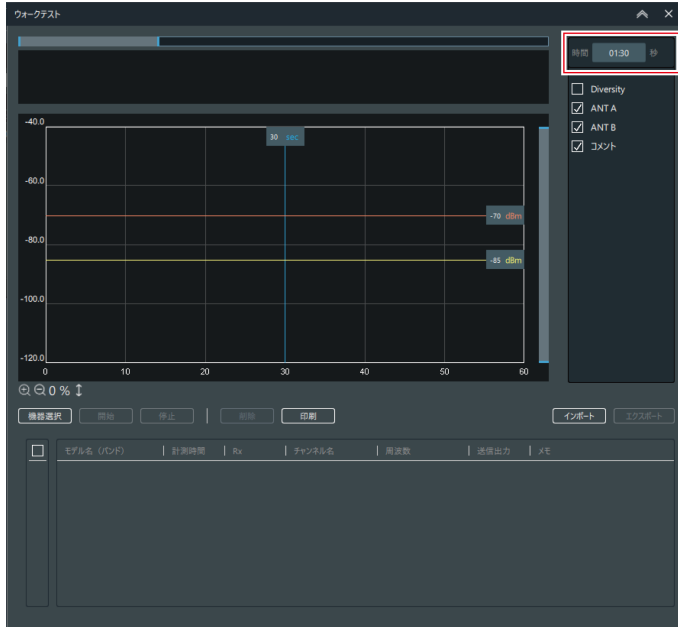 ウォークテスト
時間 01:30 秒
Diversity
ANT A
ANT B
コメント
-40.0
30 sec
-60.0
-70 dBm
-80.0
-85 dBm
-100.0
-120.0
0 10 20 30 40 50 60
0 %
機器選択 開始 停止 削除 印刷 インポート エクスポート
モデル名（バンド） 計測時間 Rx チャンネル名 周波数 送信出力 メモ